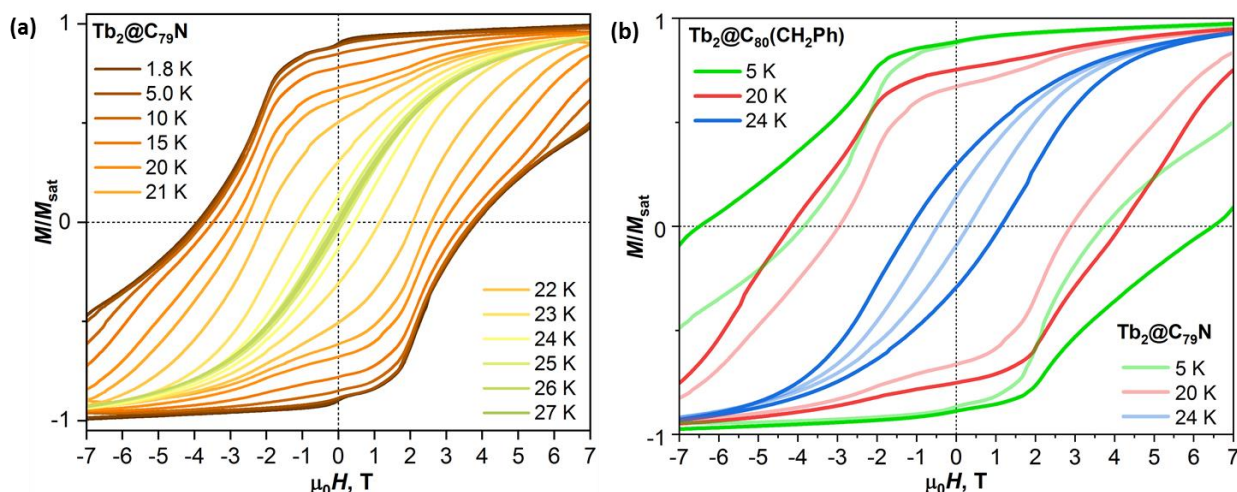 (a)
Tb₂@C₇₉N
1.8 K
5.0 K
10 K
15 K
20 K
21 K
22 K
23 K
24 K
25 K
26 K
27 K
M/Mₛₐₜ
1
0
-1
-7 -6 -5 -4 -3 -2 -1 0 1 2 3 4 5 6 7
μ₀H, T
(b)
Tb₂@C₈₀(CH₂Ph)
5 K
20 K
24 K
Tb₂@C₇₉N
5 K
20 K
24 K
M/Mₛₐₜ
1
0
-1
-7 -6 -5 -4 -3 -2 -1 0 1 2 3 4 5 6 7
μ₀H, T